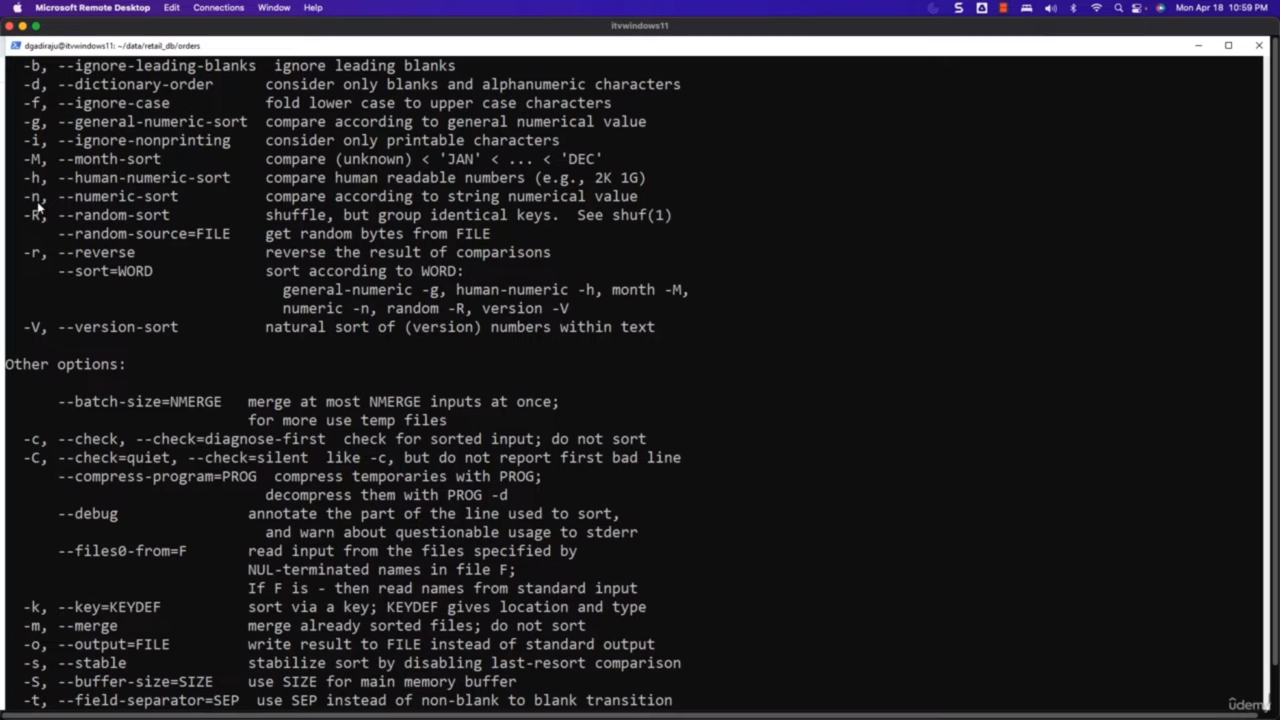 Microsoft Remote Desktop Edit Connections Window Help Mon Apr 18 10:59 PM
itvwindows11
dgadiraju@itvwindows11: ~/data/retail_db/orders
-b, --ignore-leading-blanks ignore leading blanks
-d, --dictionary-order consider only blanks and alphanumeric characters
-f, --ignore-case fold lower case to upper case characters
-g, --general-numeric-sort compare according to general numerical value
-i, --ignore-nonprinting consider only printable characters
-M, --month-sort compare (unknown) < 'JAN' < ... < 'DEC'
-h, --human-numeric-sort compare human readable numbers (e.g., 2K 1G)
-n, --numeric-sort compare according to string numerical value
-R, --random-sort shuffle, but group identical keys. See shuf(1)
--random-source=FILE get random bytes from FILE
-r, --reverse reverse the result of comparisons
--sort=WORD sort according to WORD:
general-numeric -g, human-numeric -h, month -M,
numeric -n, random -R, version -V
-V, --version-sort natural sort of (version) numbers within text
Other options:
--batch-size=NMERGE merge at most NMERGE inputs at once;
for more use temp files
-c, --check, --check=diagnose-first check for sorted input; do not sort
-C, --check=quiet, --check=silent like -c, but do not report first bad line
--compress-program=PROG compress temporaries with PROG;
decompress them with PROG -d
--debug annotate the part of the line used to sort,
and warn about questionable usage to stderr
--files0-from=F read input from the files specified by
NUL-terminated names in file F;
If F is - then read names from standard input
-k, --key=KEYDEF sort via a key; KEYDEF gives location and type
-m, --merge merge already sorted files; do not sort
-o, --output=FILE write result to FILE instead of standard output
-s, --stable stabilize sort by disabling last-resort comparison
-S, --buffer-size=SIZE use SIZE for main memory buffer
-t, --field-separator=SEP use SEP instead of non-blank to blank transition
ûdemy